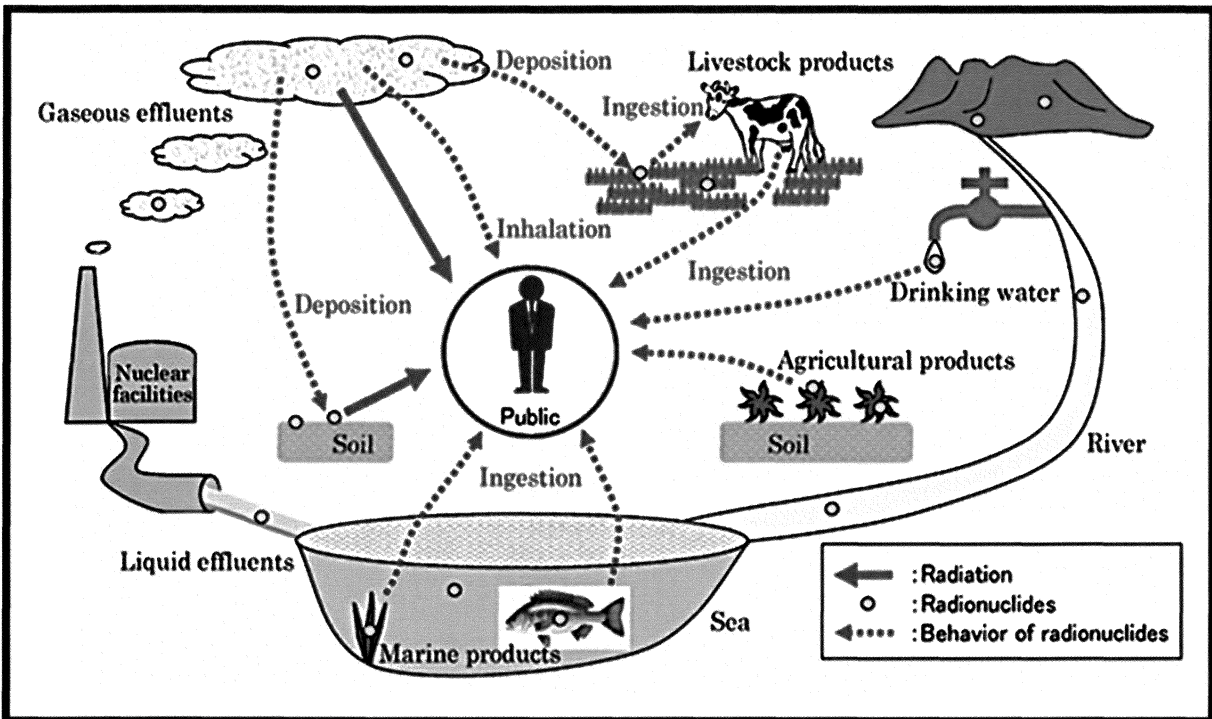 Deposition
Livestock products
Gaseous effluents
Ingestion
Inhalation
Ingestion
Deposition
Drinking water
Agricultural products
Nuclear
facilities
Public
Soil
Soil
River
Ingestion
Liquid effluents
:Radiation
:Radionuclides
Sea
:Behavior of radionuclides
Marine products